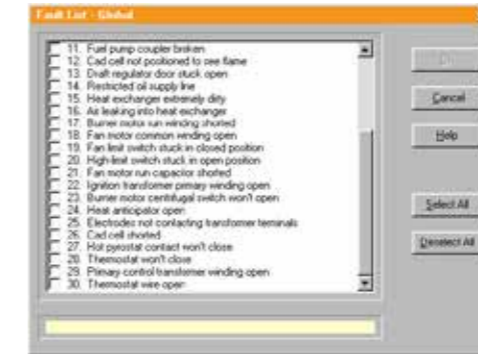 Fault List - Global
11. Fuel pump coupler broken
12. Cad cell not positioned to see flame
13. Draft regulator door stuck open
14. Restricted oil supply line
15. Heat exchanger extremely dirty
16. Air leaking into heat exchanger
17. Burner motor run winding shorted
18. Fan motor common winding open
19. Fan limit switch stuck in closed position
20. High-limit switch stuck in open position
21. Fan motor run capacitor shorted
22. Ignition transformer primary winding open
23. Burner motor centrifugal switch won't open
24. Heat anticipator open
25. Electrodes not contacting transformer terminals
26. Cad cell shorted
27. Hot pyrostat contact won't close
28. Thermostat won't close
29. Primary control transformer winding open
30. Thermostat wire open
Cancel
Help
Select All
Deselect All